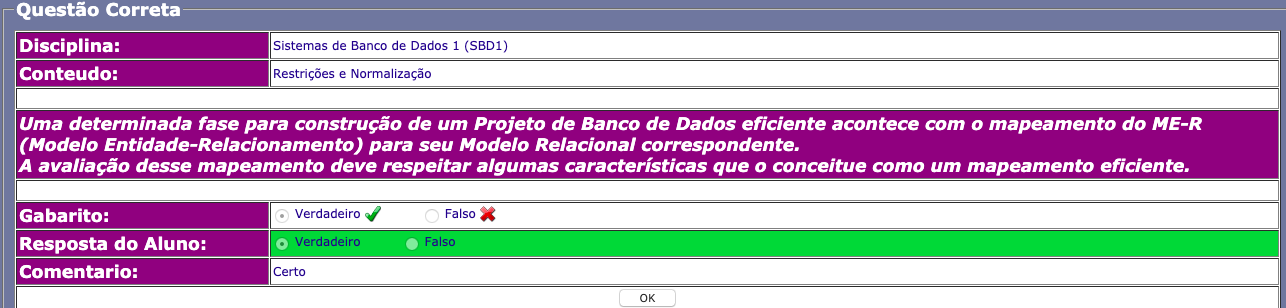 Questão Correta
Disciplina: Sistemas de Banco de Dados 1 (SBD1)
Conteudo: Restrições e Normalização
Uma determinada fase para construção de um Projeto de Banco de Dados eficiente acontece com o mapeamento do ME-R
(Modelo Entidade-Relacionamento) para seu Modelo Relacional correspondente.
A avaliação desse mapeamento deve respeitar algumas características que o conceitue como um mapeamento eficiente.
Gabarito: Verdadeiro Falso
Resposta do Aluno: Verdadeiro Falso
Comentario: Certo
OK